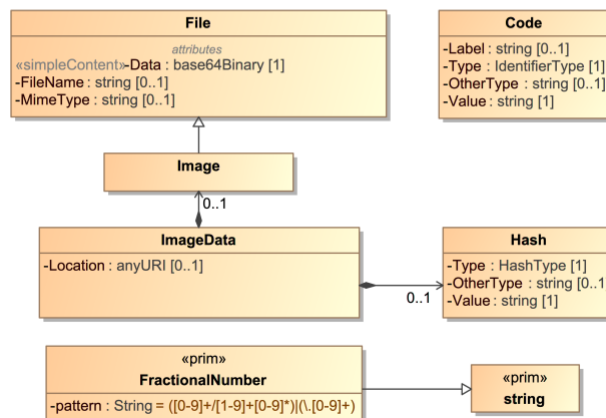 File
attributes
«simpleContent»-Data : base64Binary [1]
-FileName : string [0..1]
-MimeType : string [0..1]
Code
-Label : string [0..1]
-Type : IdentifierType [1]
-OtherType : string [0..1]
-Value : string [1]
Image
0..1
ImageData
-Location : anyURI [0..1]
0..1
Hash
-Type : HashType [1]
-OtherType : string [0..1]
-Value : string [1]
«prim»
FractionalNumber
-pattern : String = ([0-9]+/[1-9]+[0-9]*)|(\.[0-9]+)
«prim»
string